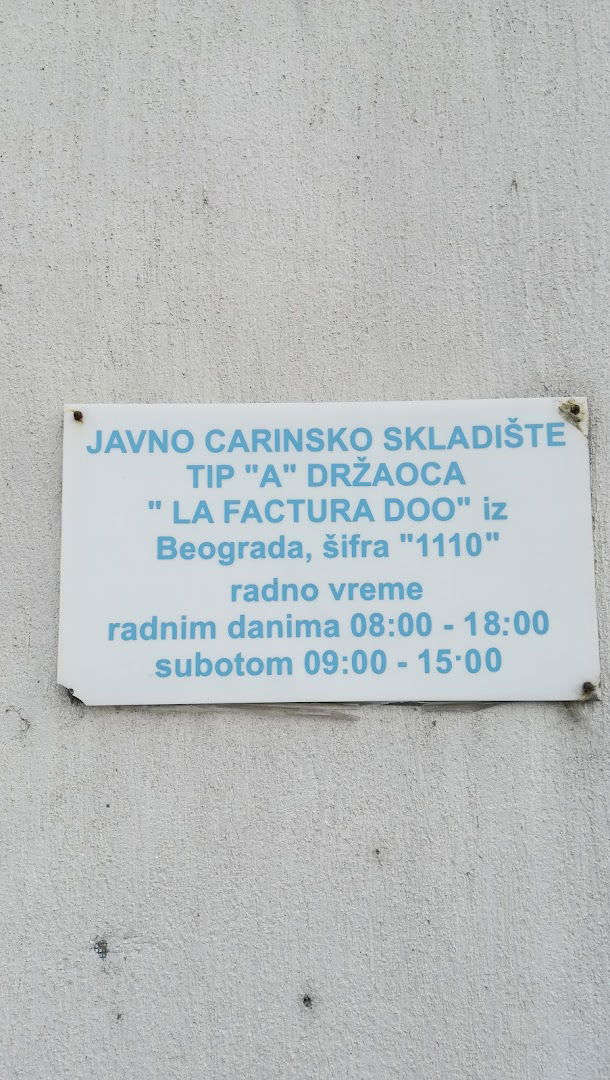 JAVNO CARINSKO SKLADIŠTE
TIP "A" DRŽAOCA
" LA FACTURA DOO" iz
Beograda, šifra "1110"
radno vreme
radnim danima 08:00 - 18:00
subotom 09:00 - 15:00